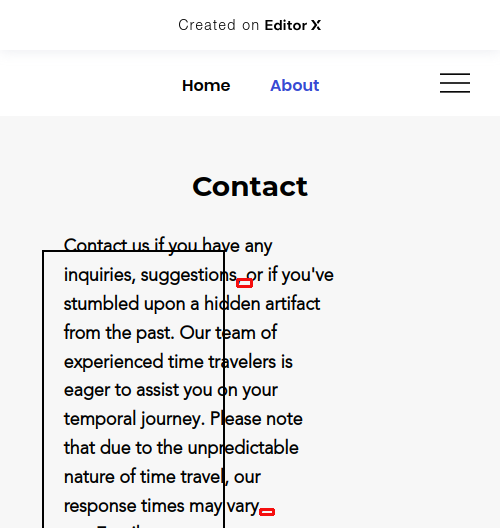 Created on Editor X
Home About
Contact
Contact us if you have any
inquiries, suggestions, or if you've
stumbled upon a hidden artifact
from the past. Our team of
experienced time travelers is
eager to assist you on your
temporal journey. Please note
that due to the unpredictable
nature of time travel, our
response times may vary